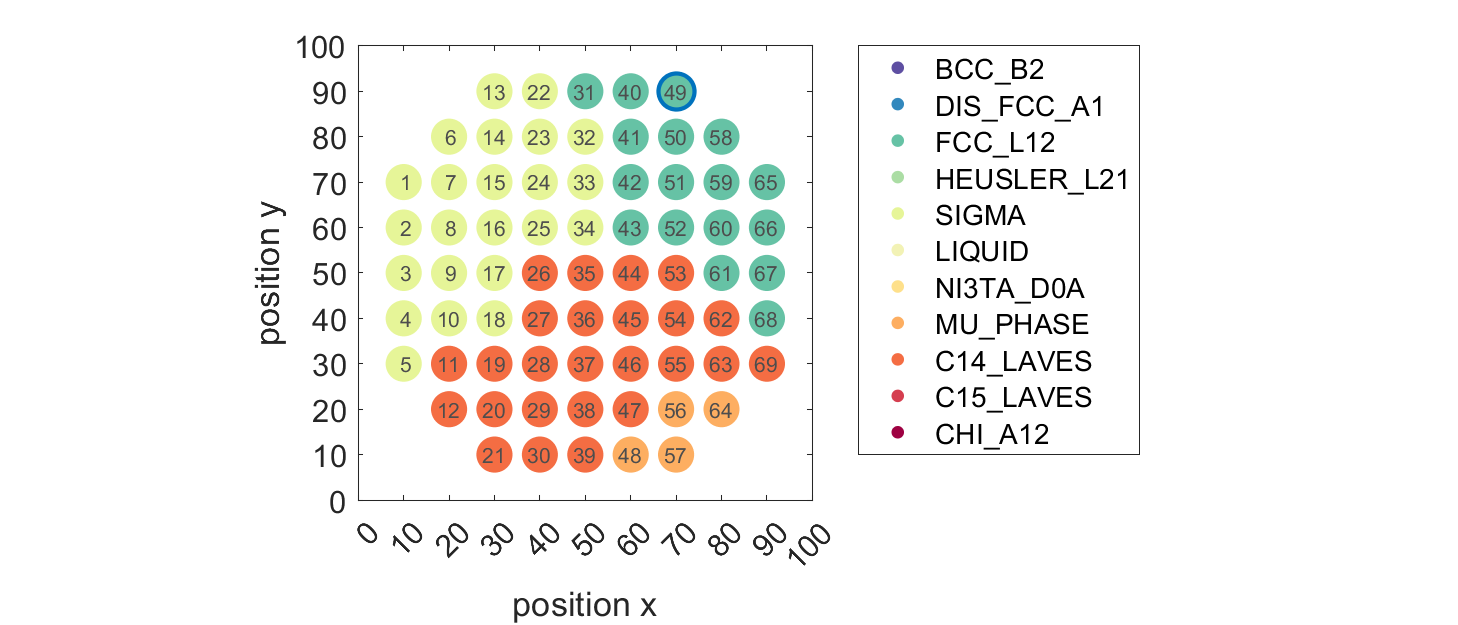 100
90 13 22 31 40 49
80 6 14 23 32 41 50 58
70 1 7 15 24 33 42 51 59 65
60 2 8 16 25 34 43 52 60 66
50 3 9 17 26 35 44 53 61 67
40 4 10 18 27 36 45 54 62 68
30 5 11 19 28 37 46 55 63 69
20 12 20 29 38 47 56 64
10 21 30 39 48 57
0
position y
0 10 20 30 40 50 60 70 80 90 100
position x
BCC_B2
DIS_FCC_A1
FCC_L12
HEUSLER_L21
SIGMA
LIQUID
NI3TA_D0A
MU_PHASE
C14_LAVES
C15_LAVES
CHI_A12